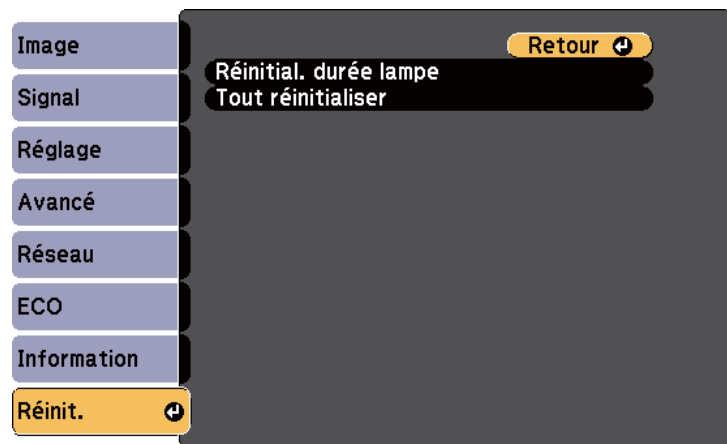 Image
Signal
Réglage
Avancé
Réseau
ECO
Information
Réinit.
Retour
Réinitial. durée lampe
Tout réinitialiser